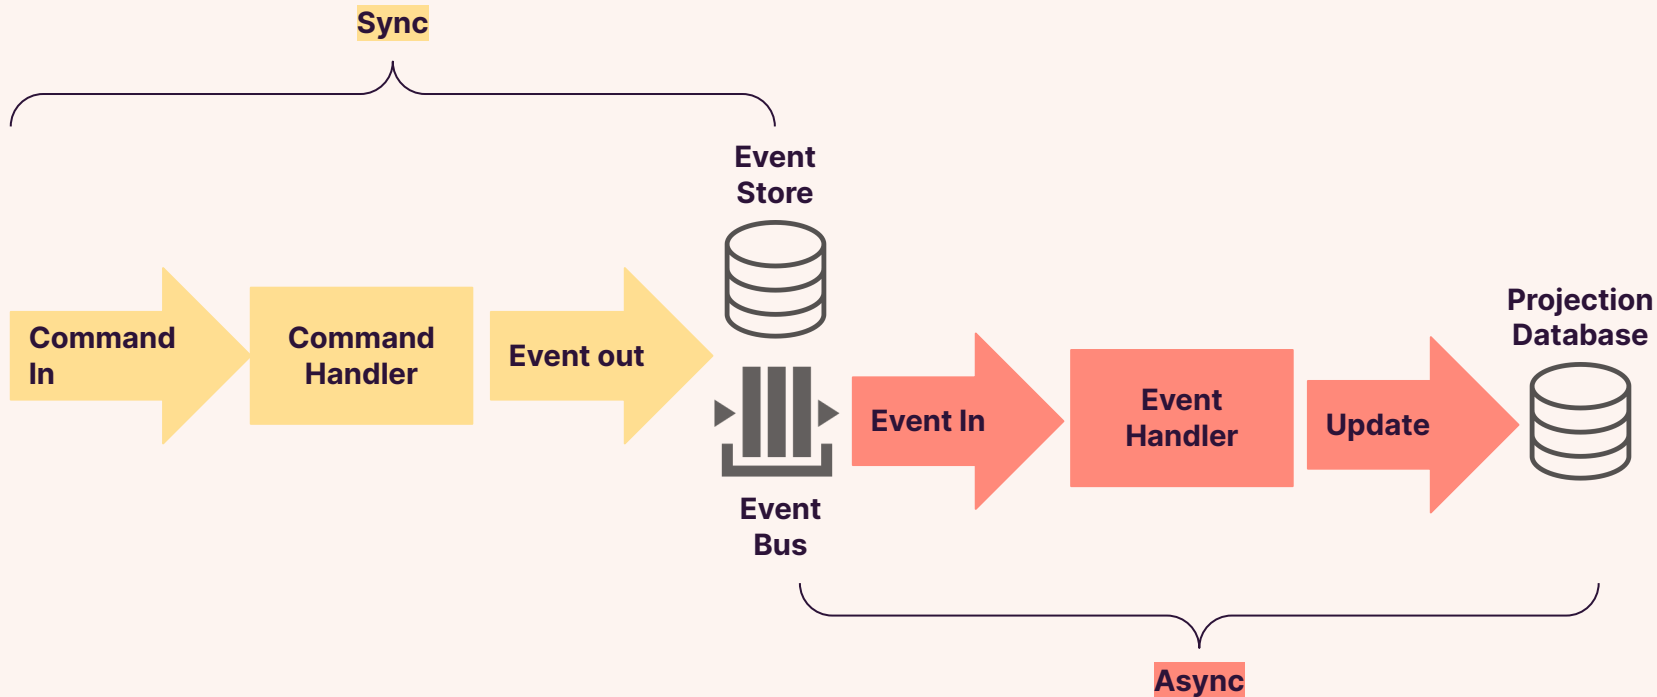 Sync
Event
Store
Command
In
Command
Handler
Event out
Event
Bus
Event In
Event
Handler
Update
Projection
Database
Async